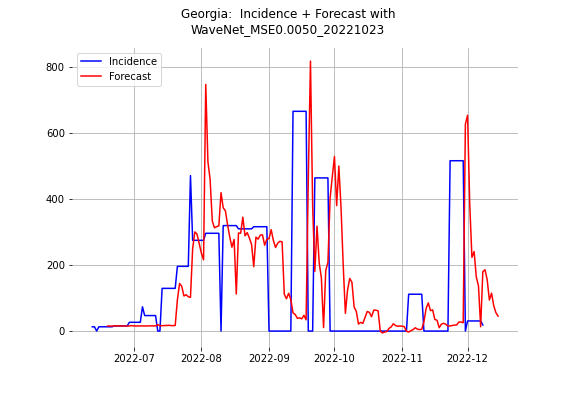 Georgia:  Incidence + Forecast with
WaveNet_MSE0.0050_20221023
Incidence
Forecast
800
600
400
200
0
2022-07
2022-08
2022-09
2022-10
2022-11
2022-12